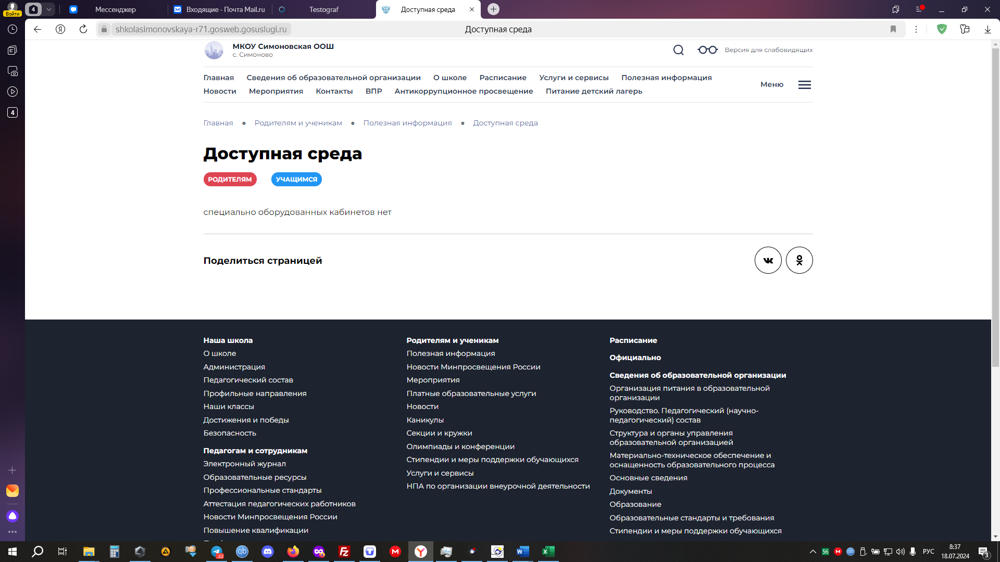 Войти
4
Мессенджер
Входящие - Почта Mail.ru
Testograf
Доступная среда
shkolasimonovskaya-r71.gosweb.gosuslugi.ru
Доступная среда
4
МКОУ Симоновская ООШ
с. Симоново
Версия для слабовидящих
Главная Сведения об образовательной организации О школе Расписание Услуги и сервисы Полезная информация
Новости Мероприятия Контакты ВПР Антикоррупционное просвещение Питание детский лагерь
Меню
Главная • Родителям и ученикам • Полезная информация • Доступная среда
Доступная среда
РОДИТЕЛЯМ УЧАЩИМСЯ
специально оборудованных кабинетов нет
Поделиться страницей
Наша школа
О школе
Администрация
Педагогический состав
Профильные направления
Наши классы
Достижения и победы
Безопасность
Педагогам и сотрудникам
Электронный журнал
Образовательные ресурсы
Профессиональные стандарты
Аттестация педагогических работников
Новости Минпросвещения России
Повышение квалификации
Родителям и ученикам
Полезная информация
Новости Минпросвещения России
Мероприятия
Платные образовательные услуги
Новости
Каникулы
Секции и кружки
Олимпиады и конференции
Стипендии и меры поддержки обучающихся
Услуги и сервисы
НПА по организации внеурочной деятельности
Расписание
Официально
Сведения об образовательной организации
Организация питания в образовательной
организации
Руководство. Педагогический (научно-
педагогический) состав
Структура и органы управления
образовательной организацией
Материально-техническое обеспечение и
оснащенность образовательного процесса
Основные сведения
Документы
Образование
Образовательные стандарты и требования
Стипендии и меры поддержки обучающихся
32
56
РУС
8:37
18.07.2024
3